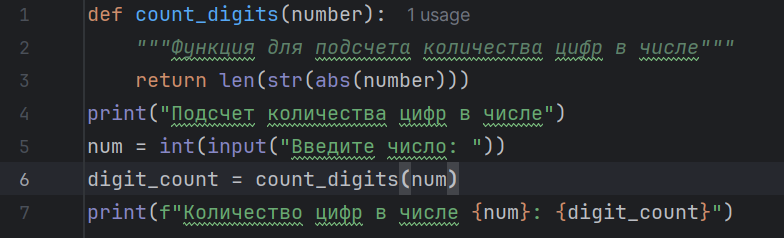 1 def count_digits(number): 1 usage
2 """Функция для подсчета количества цифр в числе"""
3 return len(str(abs(number)))
4 print("Подсчет количества цифр в числе")
5 num = int(input("Введите число: "))
6 digit_count = count_digits(num)
7 print(f"Количество цифр в числе {num}: {digit_count}")